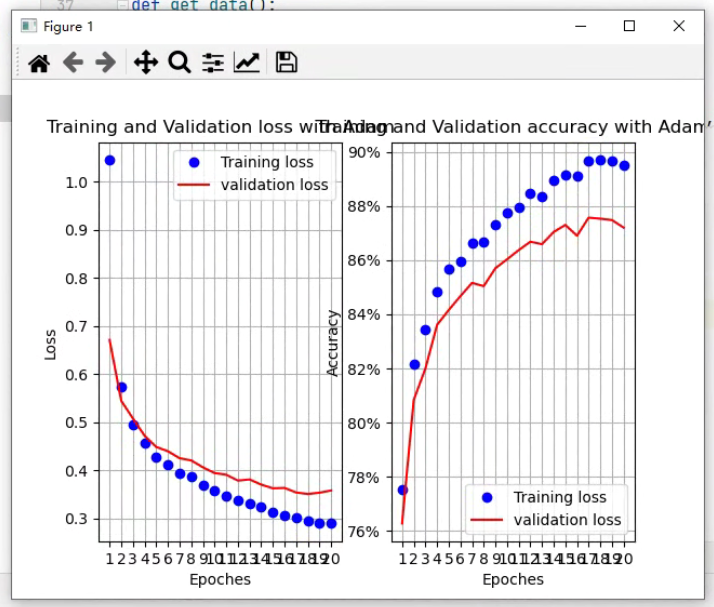 37 def get_data():
Figure 1
Training and Validation loss with Adam
Training and Validation accuracy with Adam
Training loss
validation loss
1.0
0.9
0.8
0.7
0.6
0.5
0.4
0.3
Loss
1 2 3 4 5 6 7 8 9 10 11 12 13 14 15 16 17 18 19 20
Epoches
90%
88%
86%
84%
82%
80%
78%
76%
Accuracy
Training loss
validation loss
1 2 3 4 5 6 7 8 9 10 11 12 13 14 15 16 17 18 19 20
Epoches